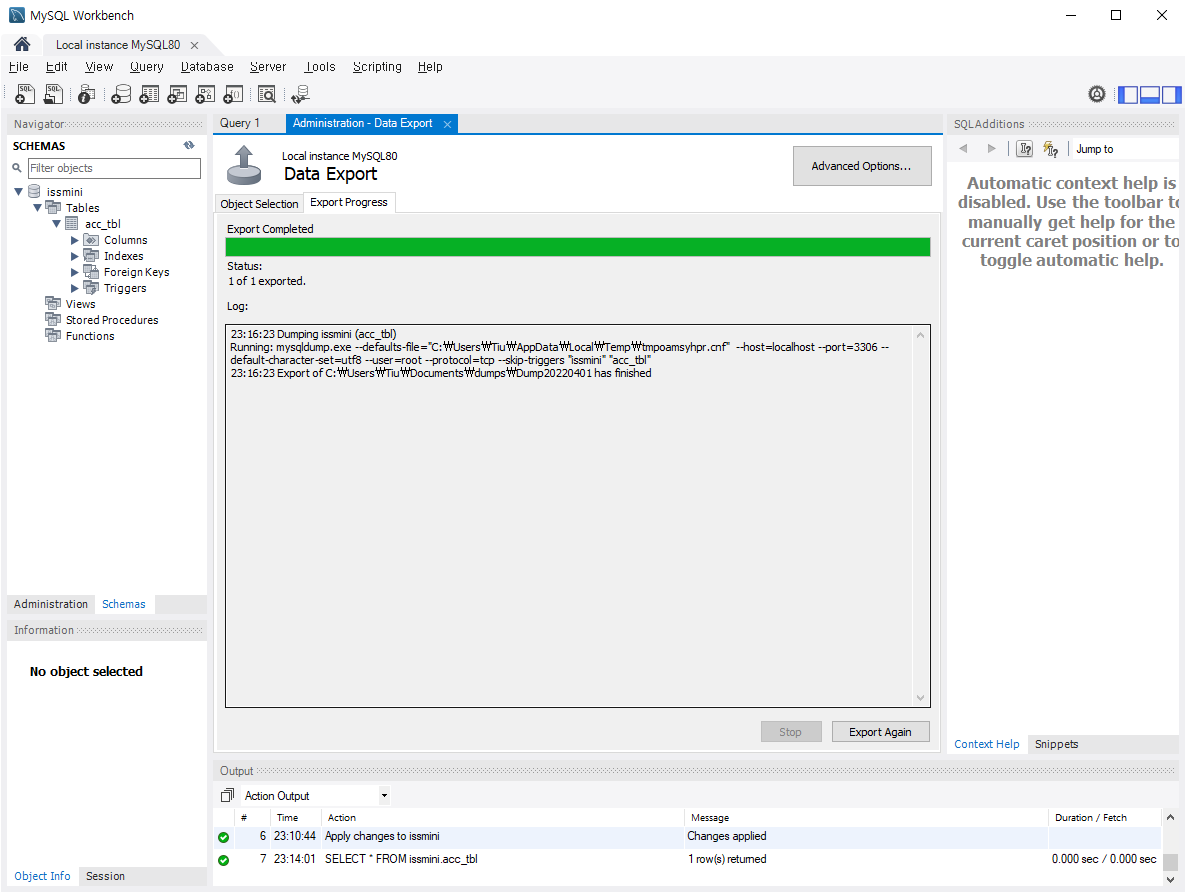 MySQL Workbench
Local instance MySQL80
File Edit View Query Database Server Tools Scripting Help
Navigator
SCHEMAS
Filter objects
issmini
Tables
acc_tbl
Columns
Indexes
Foreign Keys
Triggers
Views
Stored Procedures
Functions
Administration Schemas
Information
No object selected
Object Info Session
Query 1 Administration - Data Export
Local instance MySQL80
Data Export
Advanced Options...
Object Selection Export Progress
Export Completed
Status:
1 of 1 exported.
Log:
23:16:23 Dumping issmini (acc_tbl)
Running: mysqldump.exe --defaults-file="C:₩Users₩Tiu₩AppData₩Local₩Temp₩tmpoamsyhpr.cnf"  --host=localhost --port=3306 --
default-character-set=utf8 --user=root --protocol=tcp --skip-triggers "issmini" "acc_tbl"
23:16:23 Export of C:₩Users₩Tiu₩Documents₩dumps₩Dump20220401 has finished
Stop Export Again
SQLAdditions
Jump to
Automatic context help is
disabled. Use the toolbar to
manually get help for the
current caret position or to
toggle automatic help.
Context Help Snippets
Output
Action Output
# Time Action Message Duration / Fetch
6 23:10:44 Apply changes to issmini Changes applied
7 23:14:01 SELECT * FROM issmini.acc_tbl 1 row(s) returned 0.000 sec / 0.000 sec